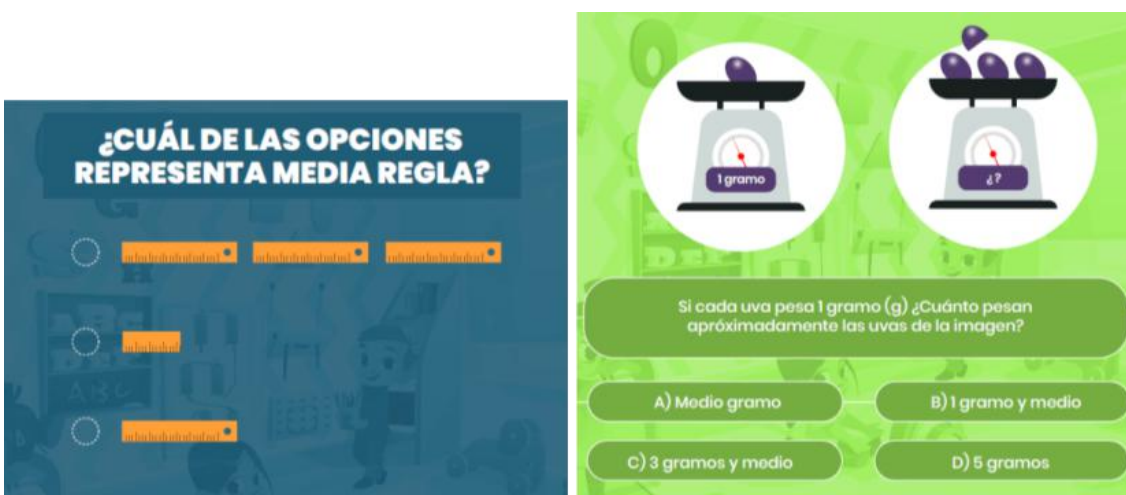 ¿CUÁL DE LAS OPCIONES
REPRESENTA MEDIA REGLA?
ABC
1 gramo
¿?
Si cada uva pesa 1 gramo (g) ¿Cuánto pesan
apróximadamente las uvas de la imagen?
A) Medio gramo
B) 1 gramo y medio
C) 3 gramos y medio
D) 5 gramos